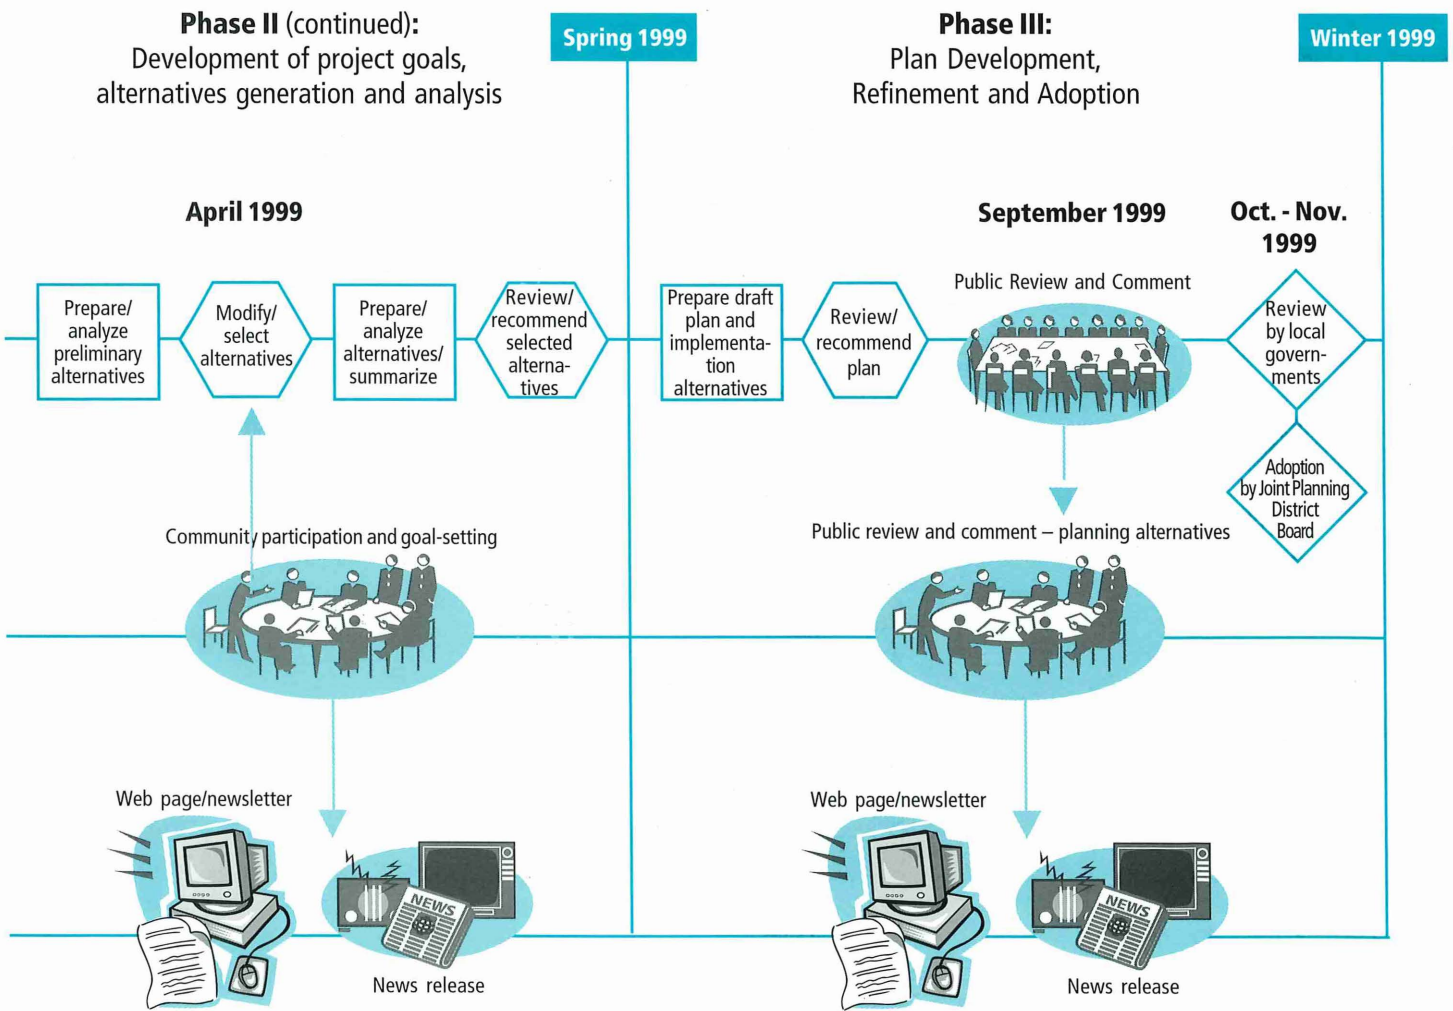 Phase II (continued):
Development of project goals,
alternatives generation and analysis
Spring 1999
Phase III:
Plan Development,
Refinement and Adoption
Winter 1999
April 1999
September 1999
Oct. - Nov.
1999
Prepare/
analyze
preliminary
alternatives
Modify/
select
alternatives
Prepare/
analyze
alternatives/
summarize
Review/
recommend
selected
alterna-
tives
Prepare draft
plan and
implementa-
tion
alternatives
Review/
recommend
plan
Public Review and Comment
Review
by local
govern-
ments
Adoption
by Joint Planning
District
Board
Community participation and goal-setting
Public review and comment – planning alternatives
Web page/newsletter
NEWS
News release
Web page/newsletter
NEWS
News release